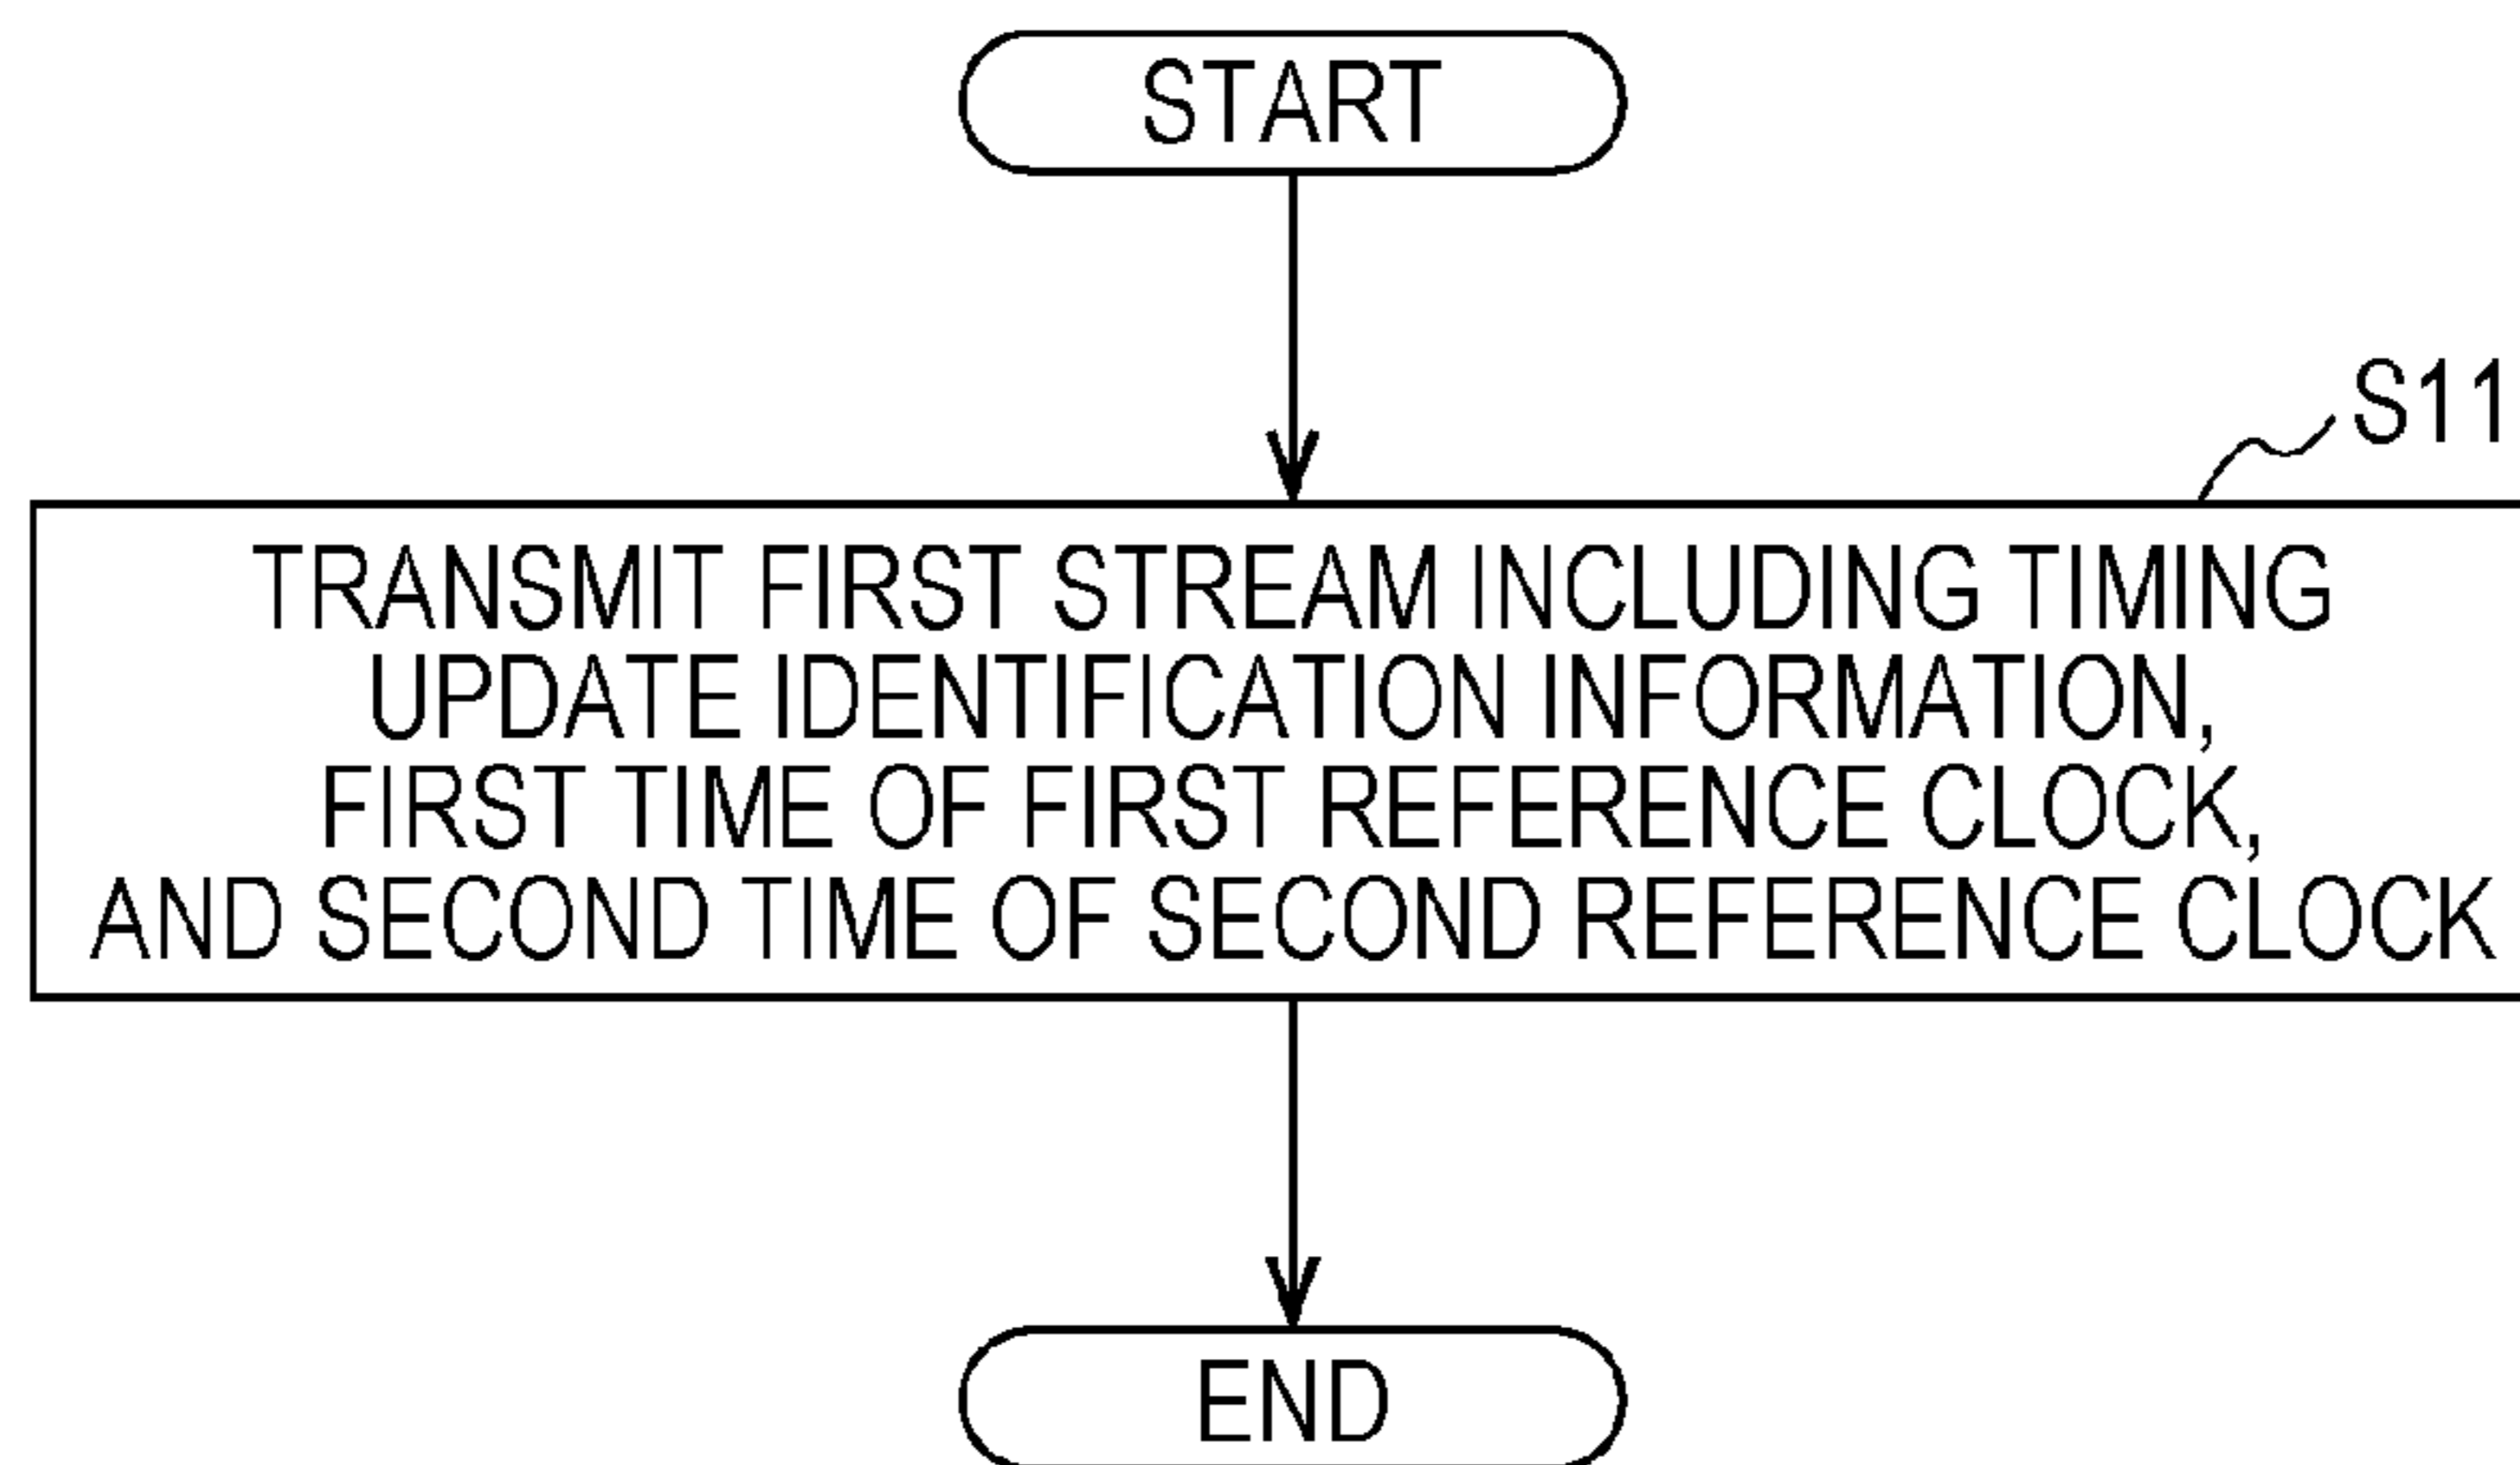 START
S11
TRANSMIT FIRST STREAM INCLUDING TIMING
UPDATE IDENTIFICATION INFORMATION,
FIRST TIME OF FIRST REFERENCE CLOCK,
AND SECOND TIME OF SECOND REFERENCE CLOCK
END